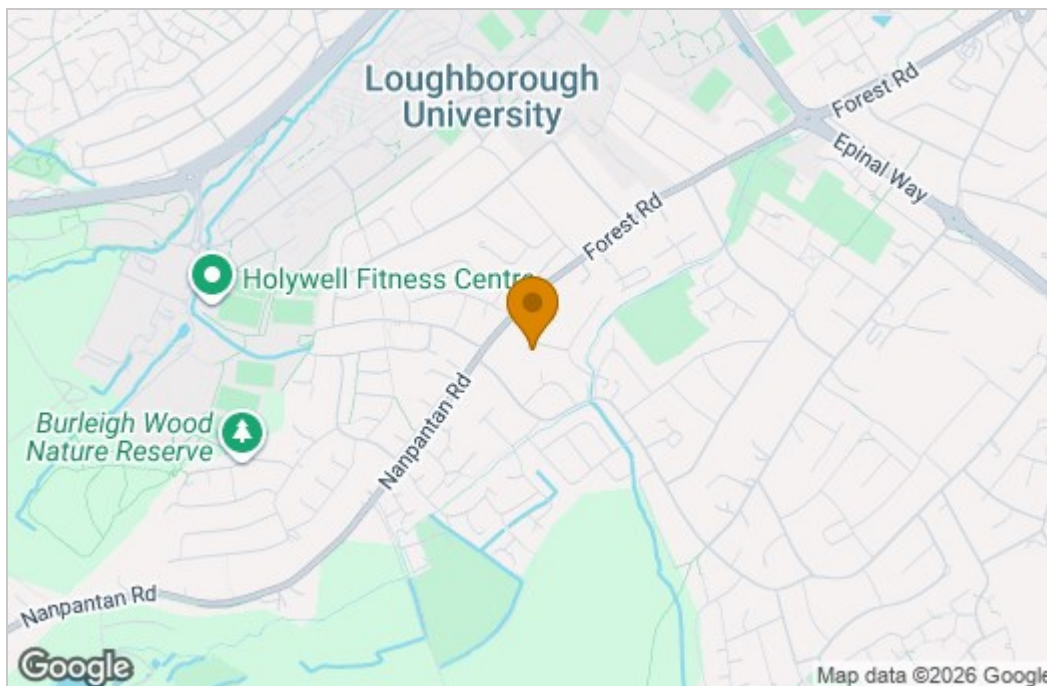 Loughborough
University
Forest Rd
Epinal Way
Forest Rd
Holywell Fitness Centre
Nanpantan Rd
Burleigh Wood
Nature Reserve
Nanpantan Rd
Google
Map data ©2026 Google